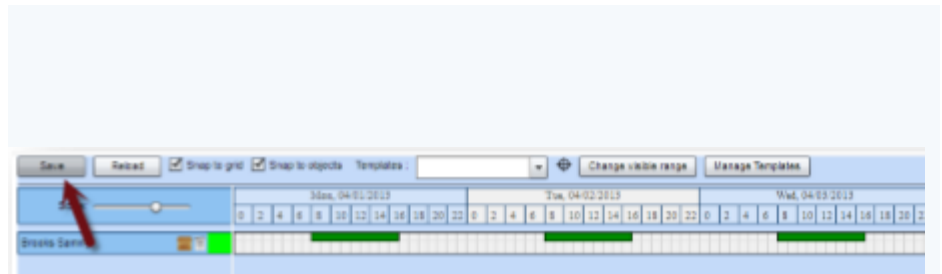 Save Reload Snap to grid Snap to objects Templates : Change visible range Manage Templates
Mon, 04/01/2013 Tue, 04/02/2013 Wed, 04/03/2013
0 2 4 6 8 10 12 14 16 18 20 22 0 2 4 6 8 10 12 14 16 18 20 22 0 2 4 6 8 10 12 14 16 18 20
Brooks